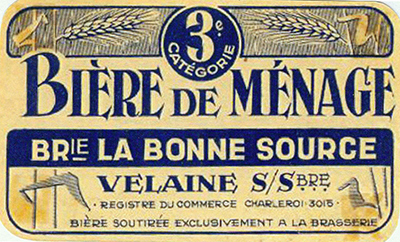 3e
CATÉGORIE
BIÈRE DE MÉNAGE
BRIE LA BONNE SOURCE
VELAINE S/SBRE
• REGISTRE DU COMMERCE CHARLEROI • 3015 •
BIÈRE SOUTIRÉE EXCLUSIVEMENT A LA BRASSERIE